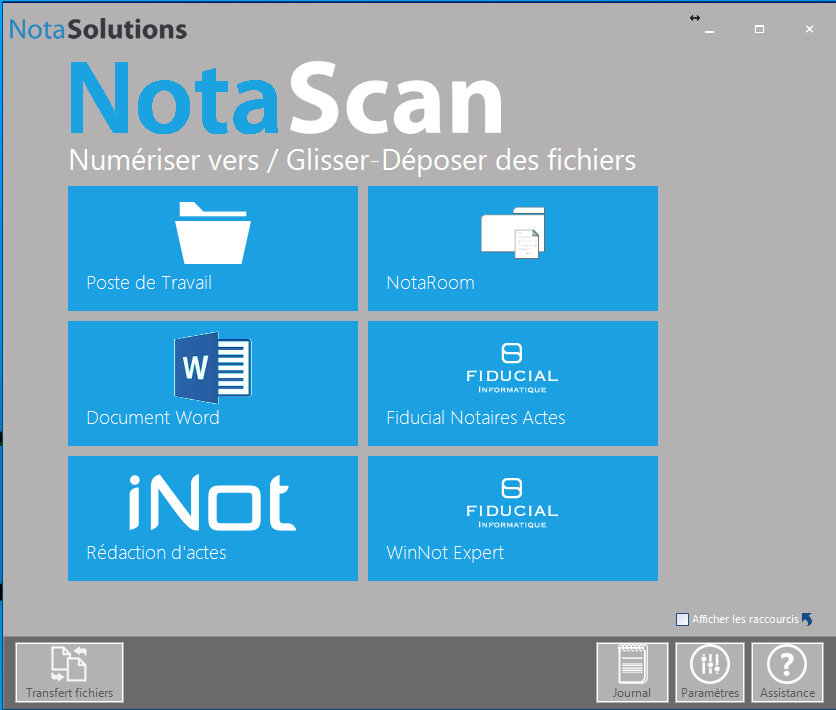 NotaSolutions
NotaScan
Numériser vers / Glisser-Déposer des fichiers
Poste de Travail
NotaRoom
W
Document Word
FIDUCIAL
INFORMATIQUE
Fiducial Notaires Actes
iNot
Rédaction d'actes
FIDUCIAL
INFORMATIQUE
WinNot Expert
Afficher les raccourcis
Transfert fichiers
Journal
Paramètres
?
Assistance